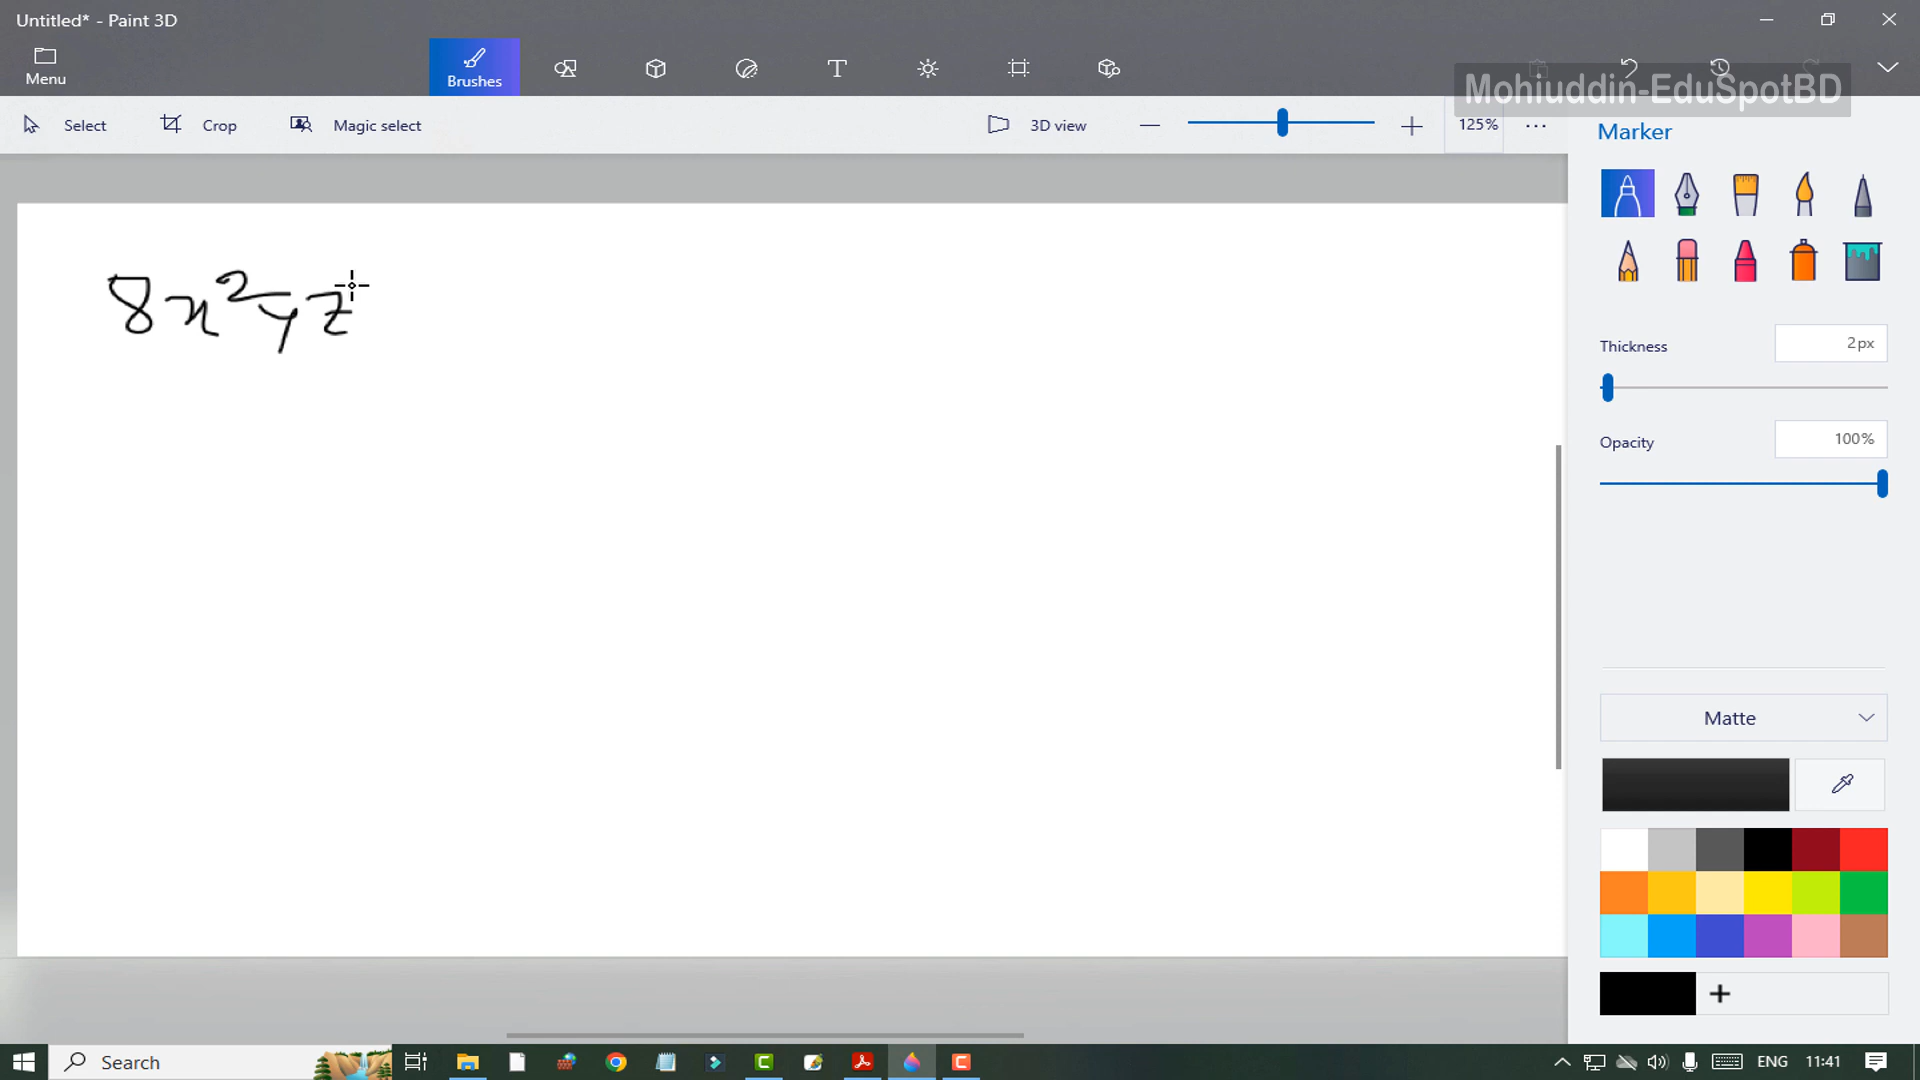 Untitled* - Paint 3D
Menu
Brushes
Mohiuddin-EduSpotBD
Select
Crop
Magic select
3D view
125%
Marker
8x²yz
Thickness
2px
Opacity
100%
Matte
Search
ENG
11:41